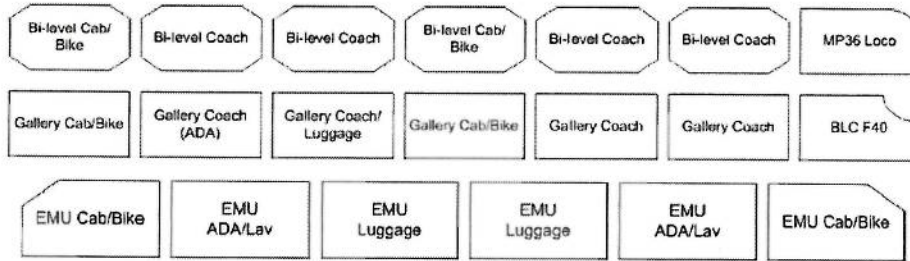 Bi-level Cab/
Bike
Bi-level Coach
Bi-level Coach
Bi-level Cab/
Bike
Bi-level Coach
Bi-level Coach
MP36 Loco
Gallery Cab/Bike
Gallery Coach
(ADA)
Gallery Coach/
Luggage
Gallery Cab/Bike
Gallery Coach
Gallery Coach
BLC F40
EMU Cab/Bike
EMU
ADA/Lav
EMU
Luggage
EMU
Luggage
EMU
ADA/Lav
EMU Cab/Bike